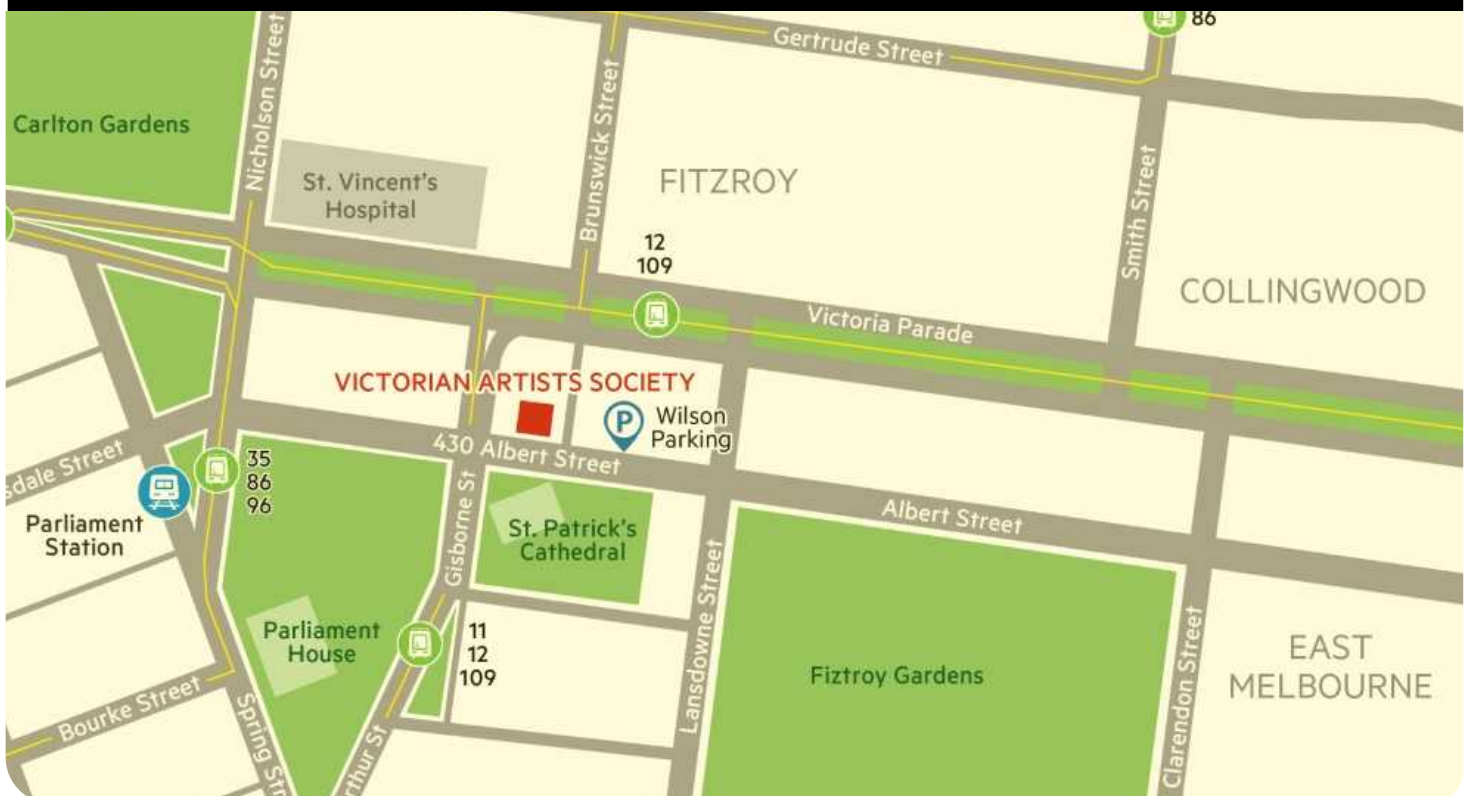 86
Gertrude Street
Nicholson Street
Brunswick Street
Carlton Gardens
St. Vincent's
Hospital
FITZROY
Smith Street
12
109
COLLINGWOOD
Victoria Parade
VICTORIAN ARTISTS SOCIETY
P
Wilson
Parking
430 Albert Street
sdale Street
35
86
96
Parliament
Station
Gisborne St
St. Patrick's
Cathedral
Albert Street
Lansdowne Street
Parliament
House
11
12
109
Fiztroy Gardens
Clarendon Street
EAST
MELBOURNE
Bourke Street
Spring Str
rthur St